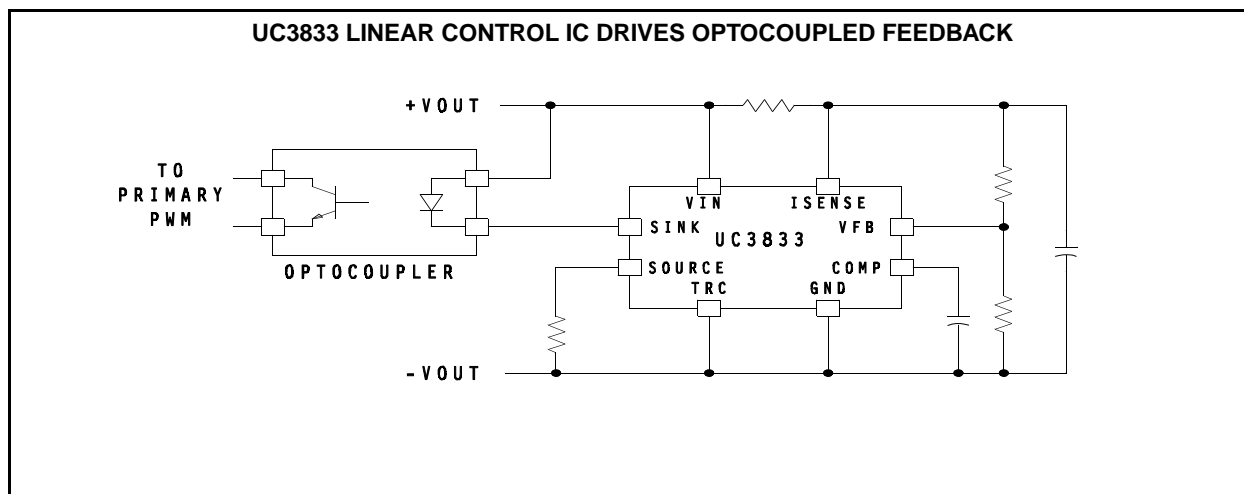 UC3833 LINEAR CONTROL IC DRIVES OPTOCOUPLED FEEDBACK
+VOUT
TO
PRIMARY
PWM
OPTOCOUPLER
VIN
ISENSE
SINK
UC3833
VFB
SOURCE
COMP
TRC
GND
-VOUT